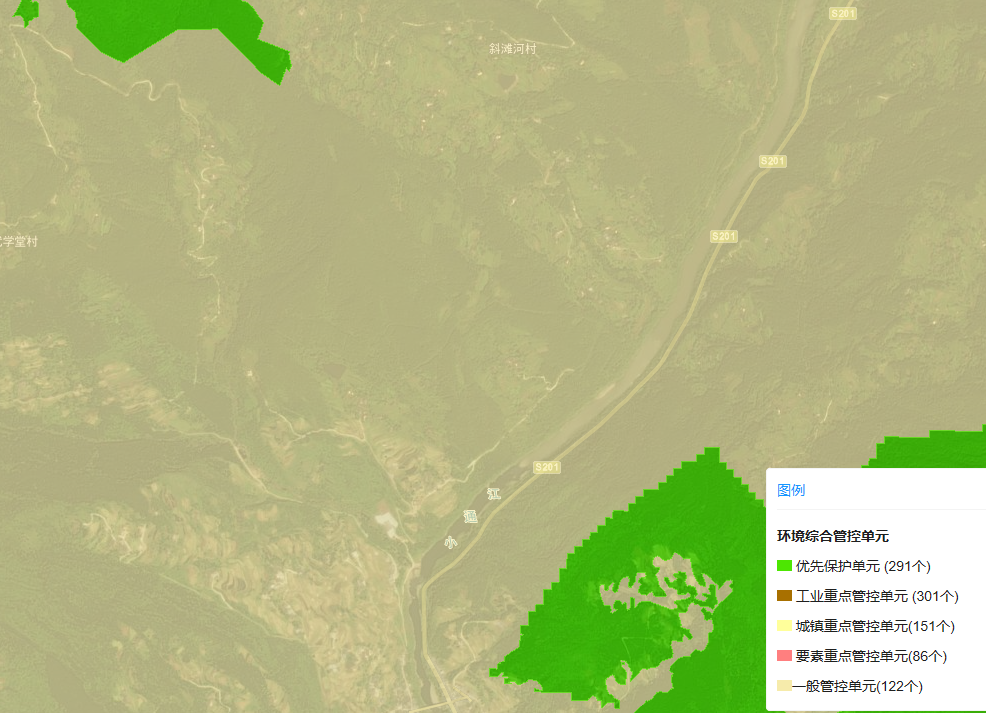 S201
斜滩河村
S201
S201
学堂村
S201
江
通
小
图例
环境综合管控单元
优先保护单元 (291个)
工业重点管控单元 (301个)
城镇重点管控单元(151个)
要素重点管控单元(86个)
一般管控单元(122个)